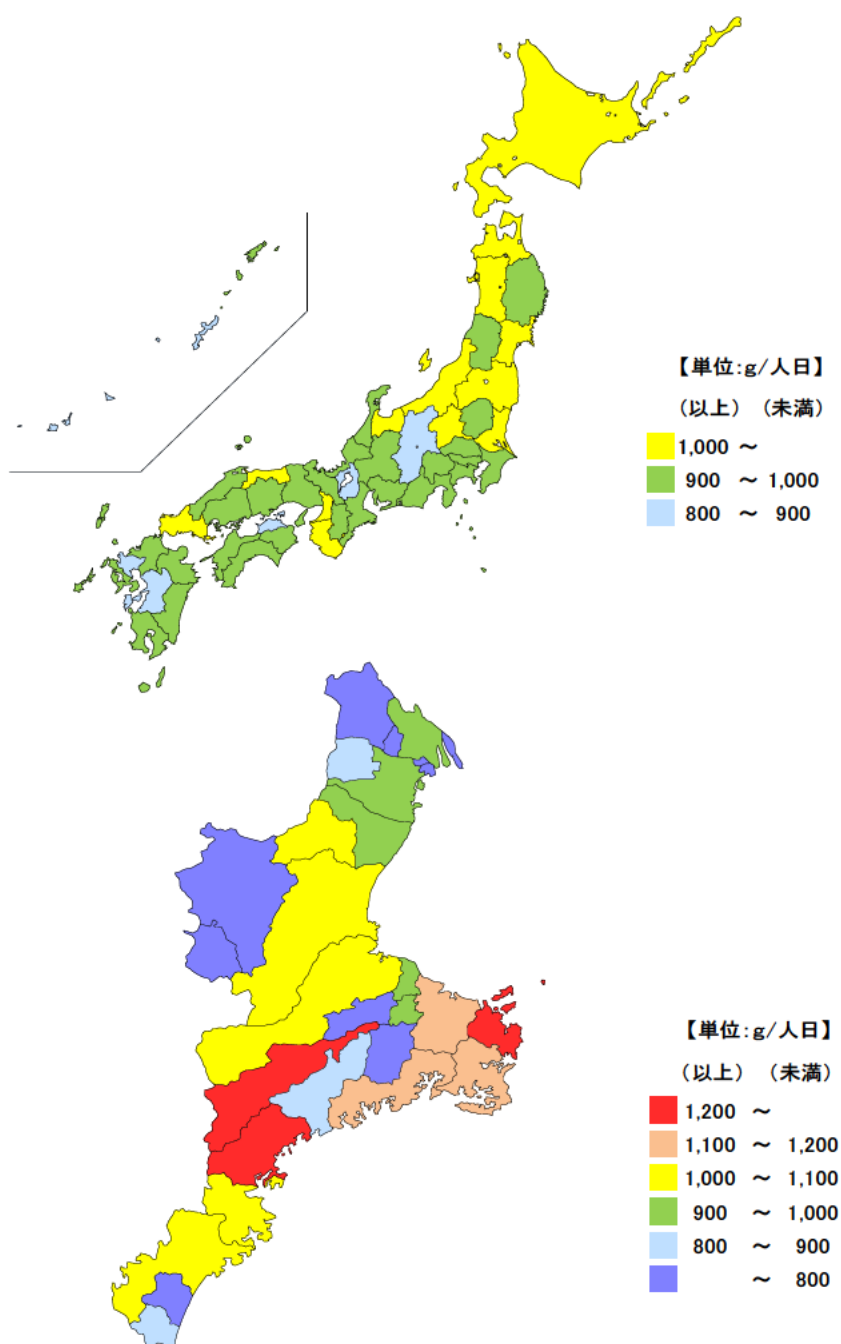 【単位:g/人日】
（以上）（未満）
1,000 ～
900 ～ 1,000
800 ～ 900
【単位:g/人日】
（以上）（未満）
1,200 ～
1,100 ～ 1,200
1,000 ～ 1,100
900 ～ 1,000
800 ～ 900
～ 800